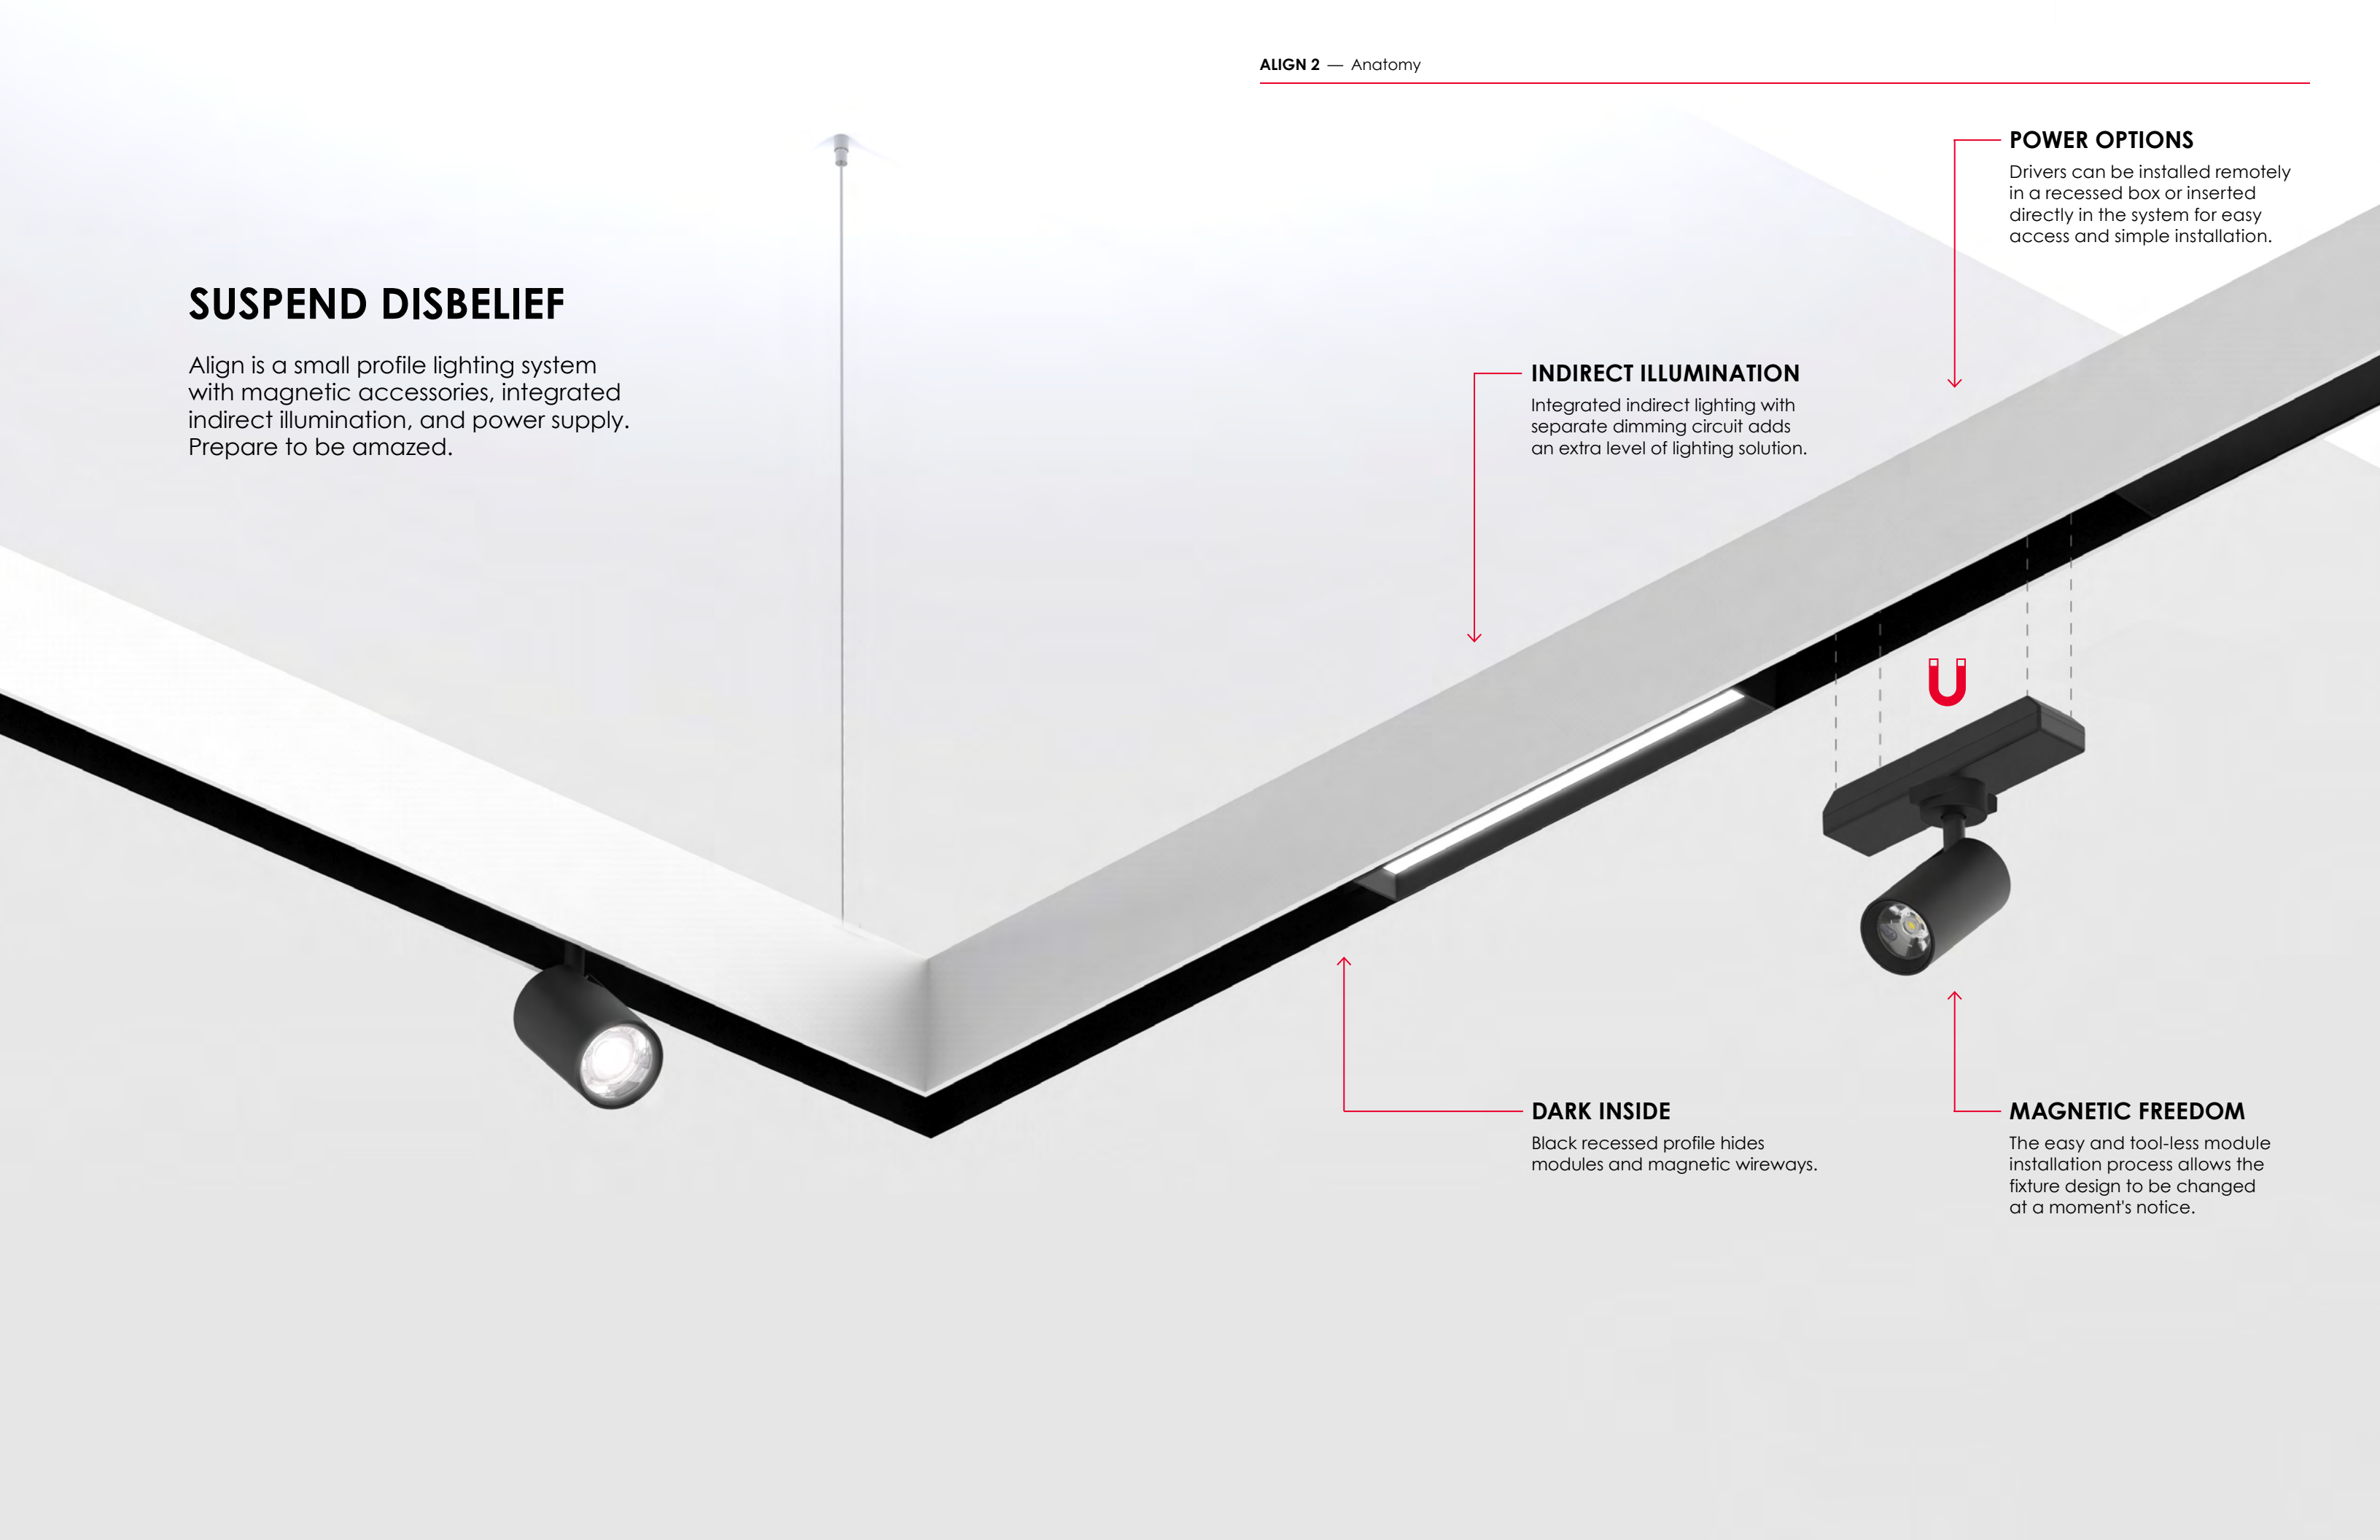 ALIGN 2 — Anatomy
SUSPEND DISBELIEF
Align is a small profile lighting system
with magnetic accessories, integrated
indirect illumination, and power supply.
Prepare to be amazed.
POWER OPTIONS
Drivers can be installed remotely
in a recessed box or inserted
directly in the system for easy
access and simple installation.
INDIRECT ILLUMINATION
Integrated indirect lighting with
separate dimming circuit adds
an extra level of lighting solution.
DARK INSIDE
Black recessed profile hides
modules and magnetic wireways.
MAGNETIC FREEDOM
The easy and tool-less module
installation process allows the
fixture design to be changed
at a moment's notice.